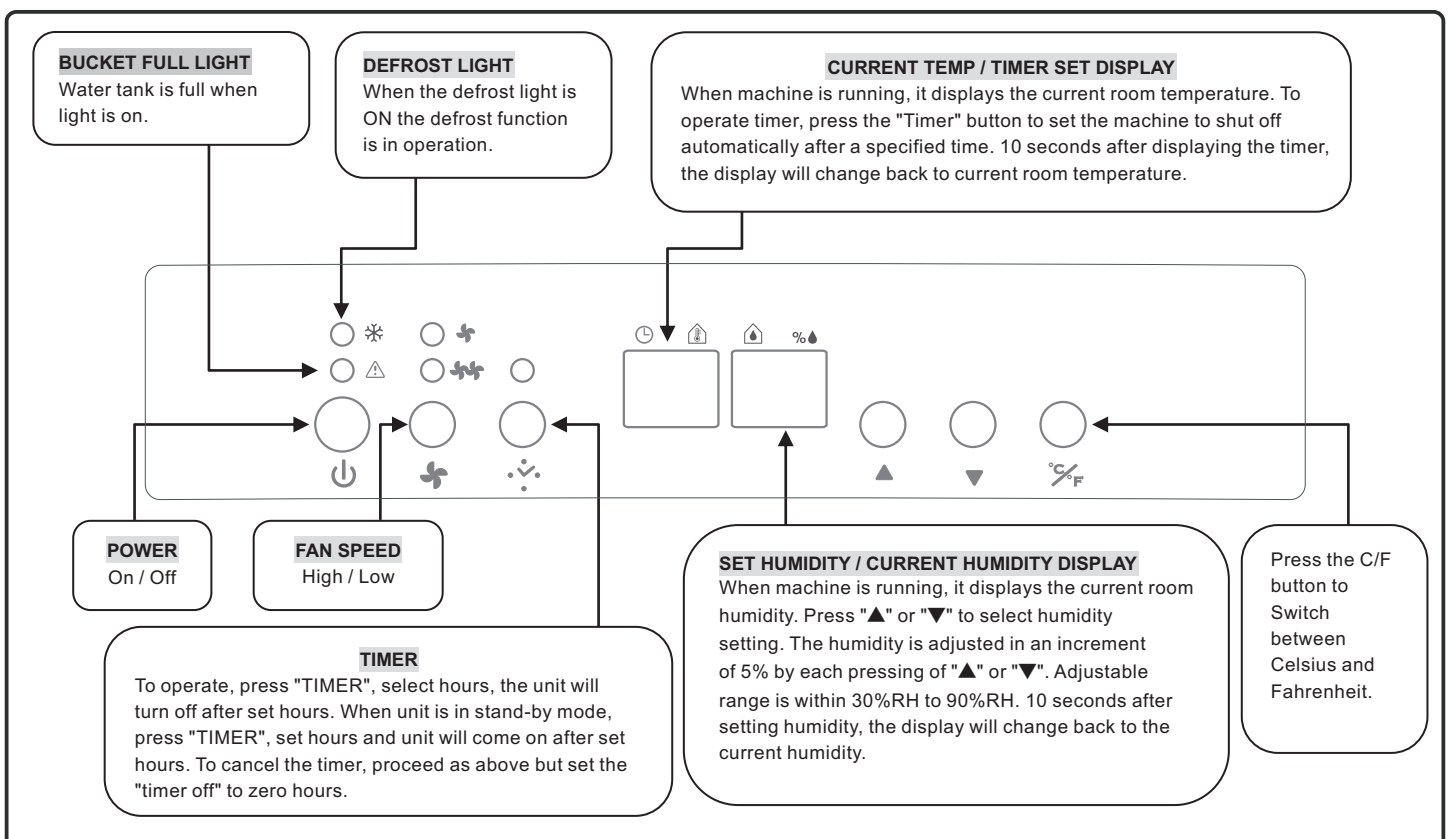 BUCKET FULL LIGHT
Water tank is full when
light is on.
DEFROST LIGHT
When the defrost light is
ON the defrost function
is in operation.
CURRENT TEMP / TIMER SET DISPLAY
When machine is running, it displays the current room temperature. To
operate timer, press the "Timer" button to set the machine to shut off
automatically after a specified time. 10 seconds after displaying the timer,
the display will change back to current room temperature.
%
°C/°F
POWER
On / Off
FAN SPEED
High / Low
TIMER
To operate, press "TIMER", select hours, the unit will
turn off after set hours. When unit is in stand-by mode,
press "TIMER", set hours and unit will come on after set
hours. To cancel the timer, proceed as above but set the
"timer off" to zero hours.
SET HUMIDITY / CURRENT HUMIDITY DISPLAY
When machine is running, it displays the current room
humidity. Press "▲" or "▼" to select humidity
setting. The humidity is adjusted in an increment
of 5% by each pressing of "▲" or "▼". Adjustable
range is within 30%RH to 90%RH. 10 seconds after
setting humidity, the display will change back to the
current humidity.
Press the C/F
button to
Switch
between
Celsius and
Fahrenheit.